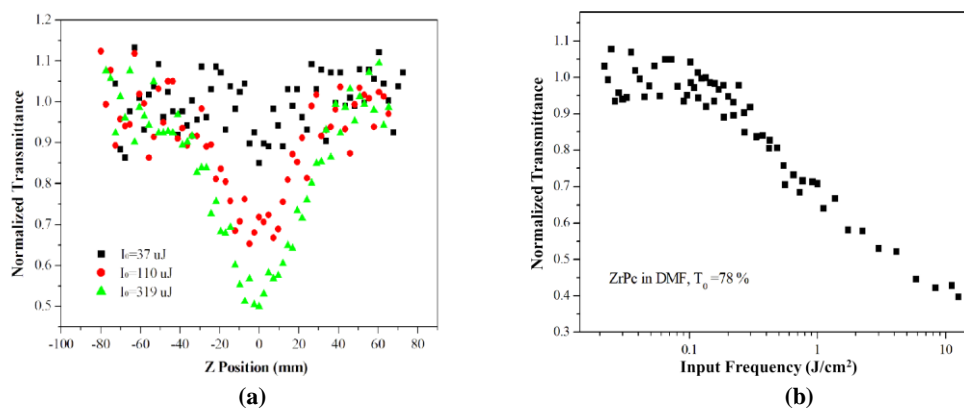 1.2
1.1
1.0
0.9
0.8
0.7
0.6
0.5
Normalized Transmittance
I₀=37 uJ
I₀=110 uJ
I₀=319 uJ
-100 -80 -60 -40 -20 0 20 40 60 80
Z Position (mm)
(a)
1.1
1.0
0.9
0.8
0.7
0.6
0.5
0.4
0.3
Normalized Transmittance
ZrPc in DMF, T₀ =78 %
0.1 1 10
Input Frequency (J/cm²)
(b)